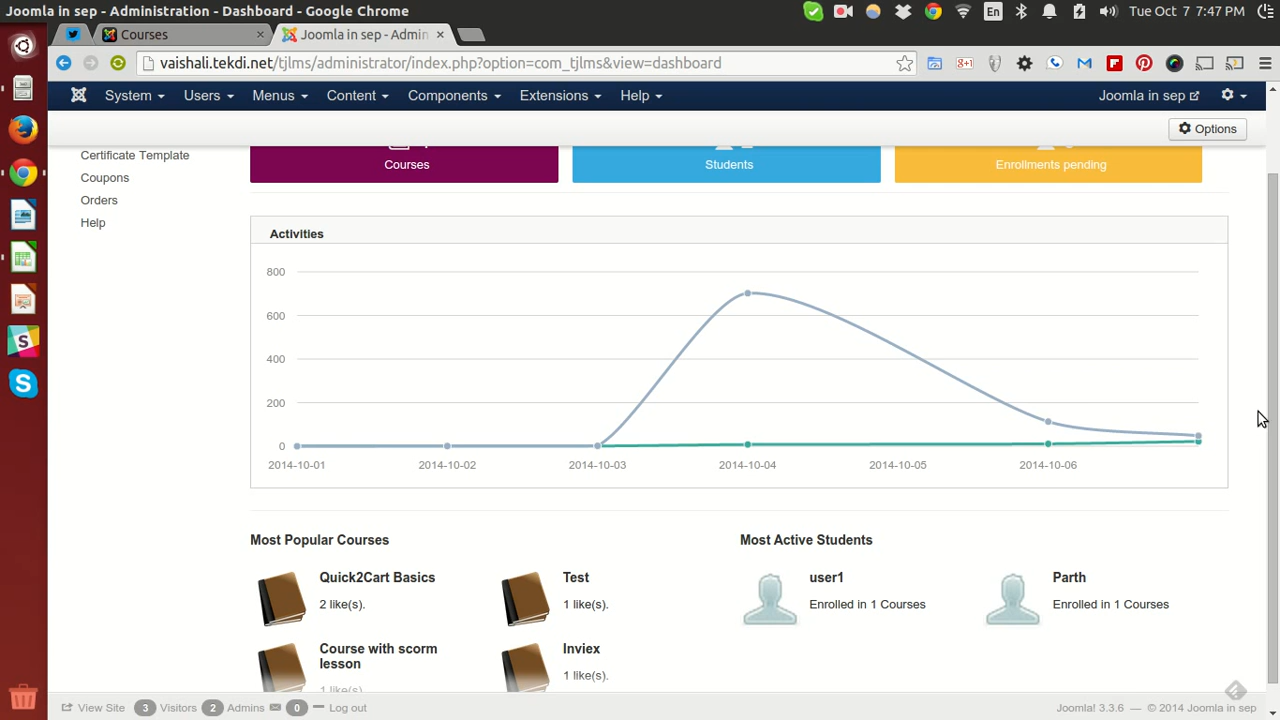 Joomla in sep - Administration - Dashboard - Google Chrome
En
Tue Oct 7 7:47 PM
Courses
Joomla in sep - Admin
vaishali.tekdi.net/tjlms/administrator/index.php?option=com_tjlms&view=dashboard
System
Users
Menus
Content
Components
Extensions
Help
Joomla in sep
Options
Certificate Template
Coupons
Orders
Help
Courses
Students
Enrollments pending
Activities
800
600
400
200
0
2014-10-01
2014-10-02
2014-10-03
2014-10-04
2014-10-05
2014-10-06
Most Popular Courses
Most Active Students
Quick2Cart Basics
2 like(s).
Test
1 like(s).
user1
Enrolled in 1 Courses
Parth
Enrolled in 1 Courses
Course with scorm
lesson
1 like(s).
Inviex
1 like(s).
View Site
3 Visitors
2 Admins
0
Log out
Joomla! 3.3.6 — © 2014 Joomla in sep